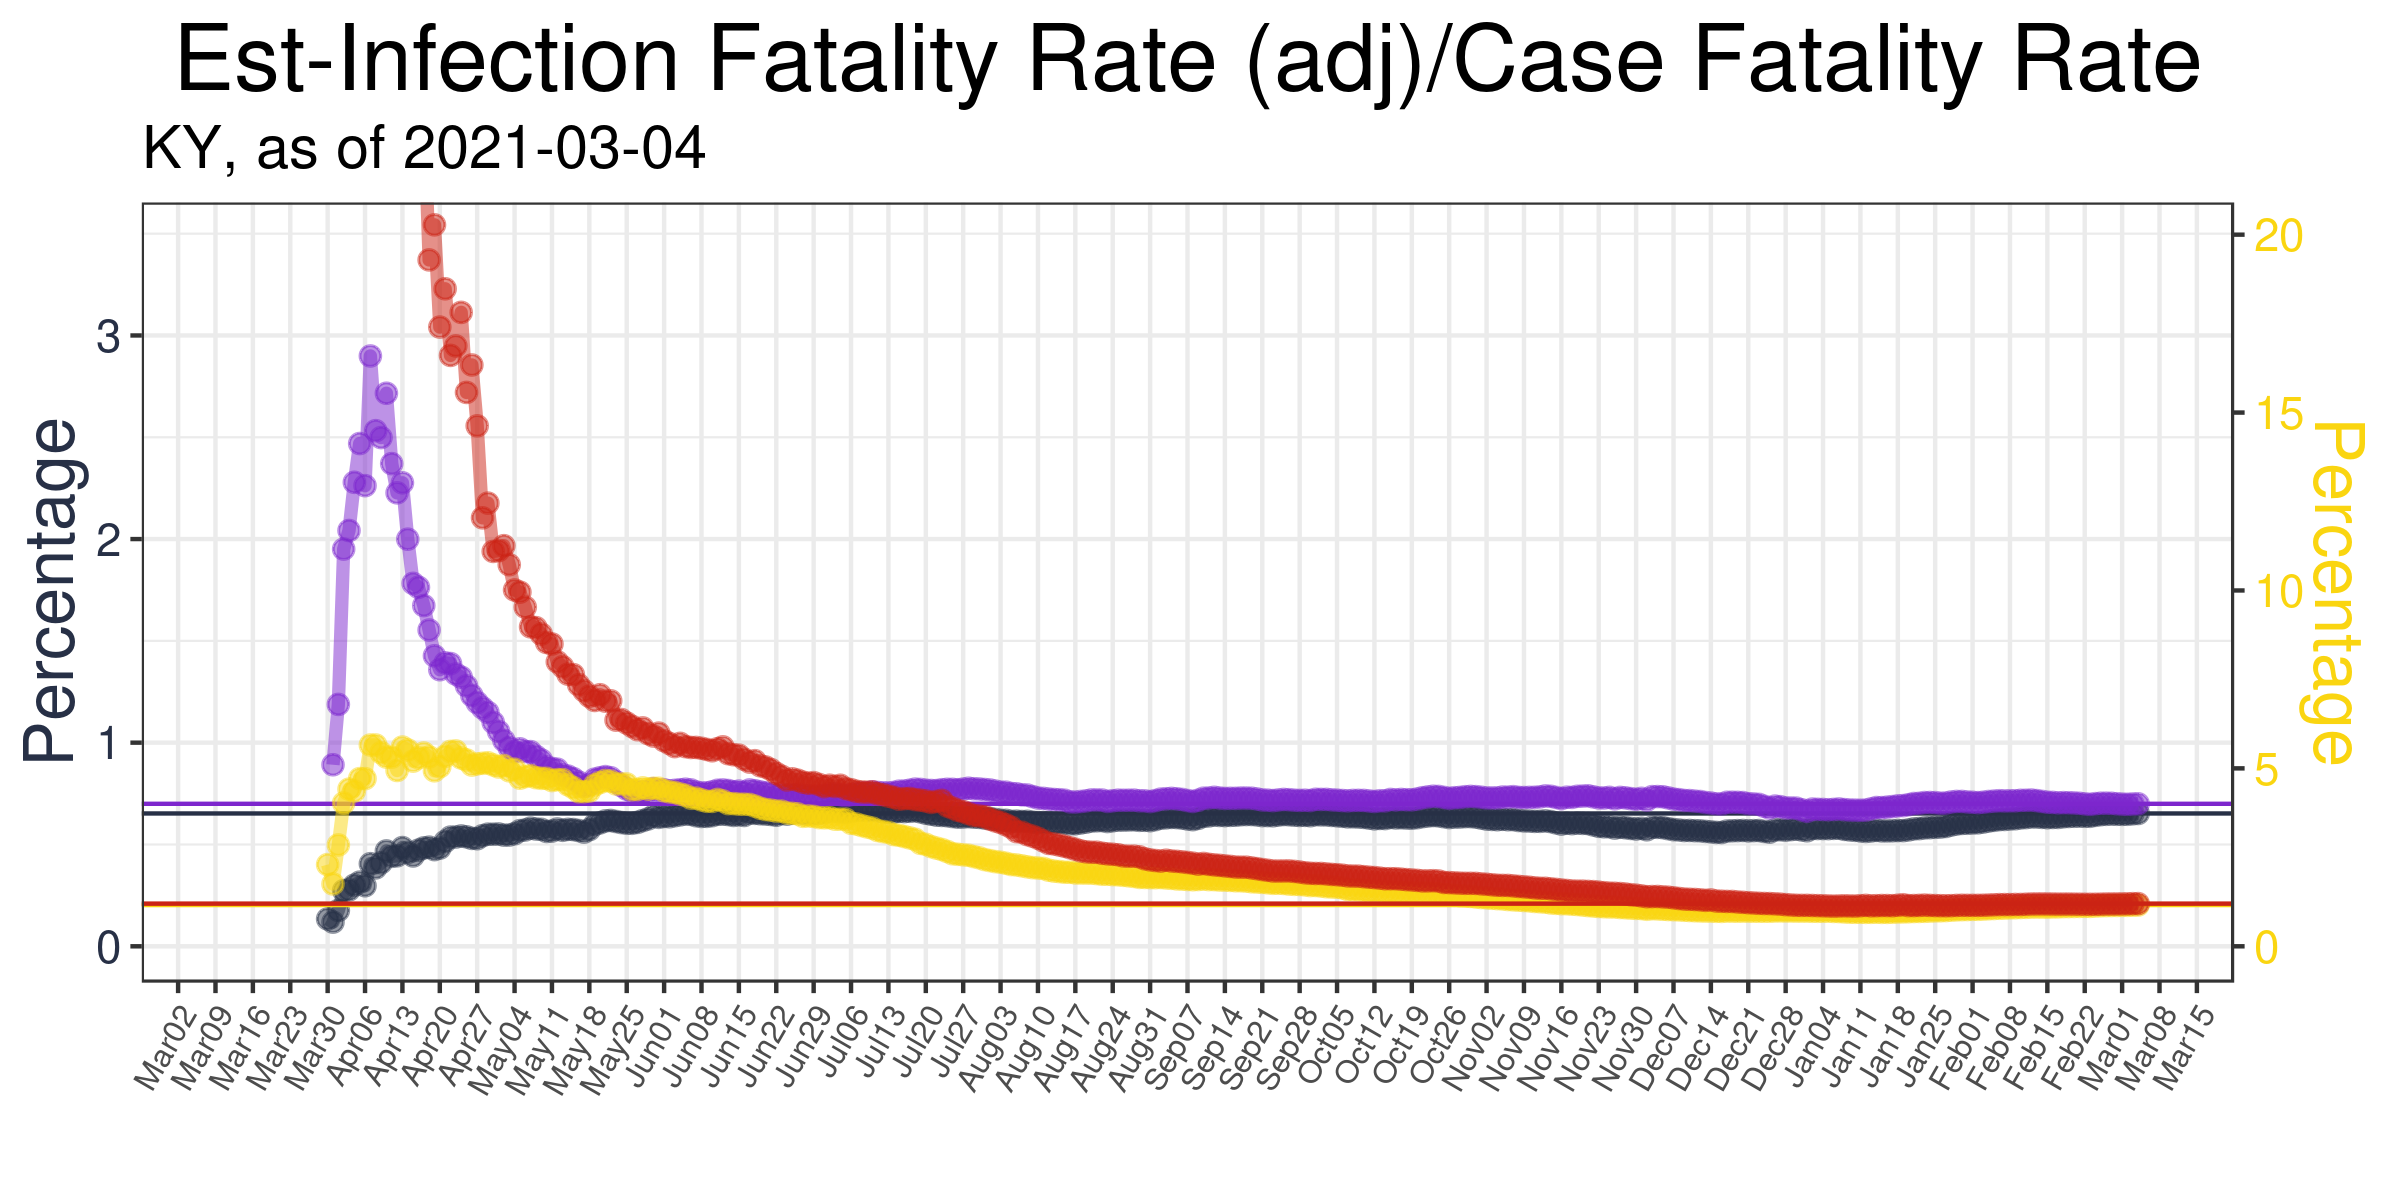 Est-Infection Fatality Rate (adj)/Case Fatality Rate
KY, as of 2021-03-04
Percentage
3
2
1
0
20
15
10
5
0
Percentage
Mar02
Mar09
Mar16
Mar23
Mar30
Apr06
Apr13
Apr20
Apr27
May04
May11
May18
May25
Jun01
Jun08
Jun15
Jun22
Jun29
Jul06
Jul13
Jul20
Jul27
Aug03
Aug10
Aug17
Aug24
Aug31
Sep07
Sep14
Sep21
Sep28
Oct05
Oct12
Oct19
Oct26
Nov02
Nov09
Nov16
Nov23
Nov30
Dec07
Dec14
Dec21
Dec28
Jan04
Jan11
Jan18
Jan25
Feb01
Feb08
Feb15
Feb22
Mar01
Mar08
Mar15